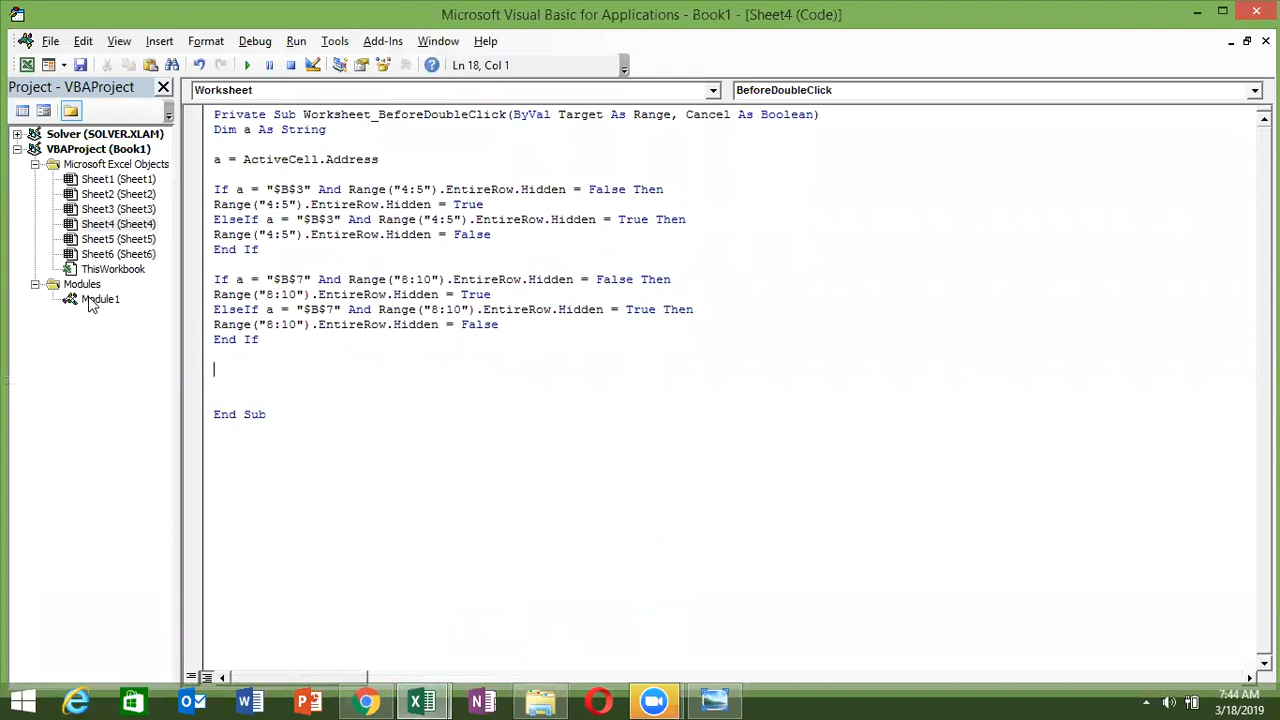 Microsoft Visual Basic for Applications - Book1 - [Sheet4 (Code)]
File Edit View Insert Format Debug Run Tools Add-Ins Window Help
Ln 18, Col 1
Project - VBAProject
Worksheet
BeforeDoubleClick
Solver (SOLVER.XLAM)
VBAProject (Book1)
Microsoft Excel Objects
Sheet1 (Sheet1)
Sheet2 (Sheet2)
Sheet3 (Sheet3)
Sheet4 (Sheet4)
Sheet5 (Sheet5)
Sheet6 (Sheet6)
ThisWorkbook
Modules
Module1
Private Sub Worksheet_BeforeDoubleClick(ByVal Target As Range, Cancel As Boolean)
Dim a As String
a = ActiveCell.Address
If a = "$B$3" And Range("4:5").EntireRow.Hidden = False Then
Range("4:5").EntireRow.Hidden = True
ElseIf a = "$B$3" And Range("4:5").EntireRow.Hidden = True Then
Range("4:5").EntireRow.Hidden = False
End If
If a = "$B$7" And Range("8:10").EntireRow.Hidden = False Then
Range("8:10").EntireRow.Hidden = True
ElseIf a = "$B$7" And Range("8:10").EntireRow.Hidden = True Then
Range("8:10").EntireRow.Hidden = False
End If
End Sub
7:44 AM
3/18/2019